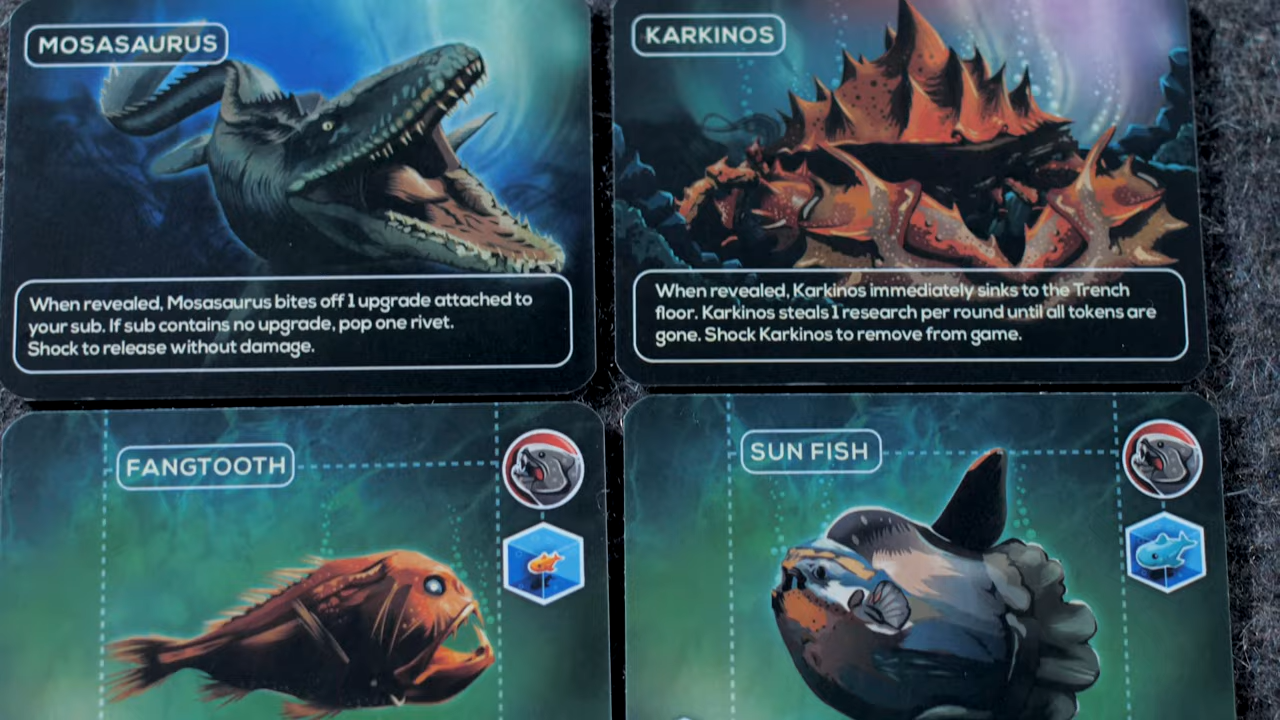 MOSASAURUS
When revealed, Mosasaurus bites off 1 upgrade attached to
your sub. If sub contains no upgrade, pop one rivet.
Shock to release without damage.
KARKINOS
When revealed, Karkinos immediately sinks to the Trench
floor. Karkinos steals 1 research per round until all tokens are
gone. Shock Karkinos to remove from game.
FANGTOOTH
SUN FISH